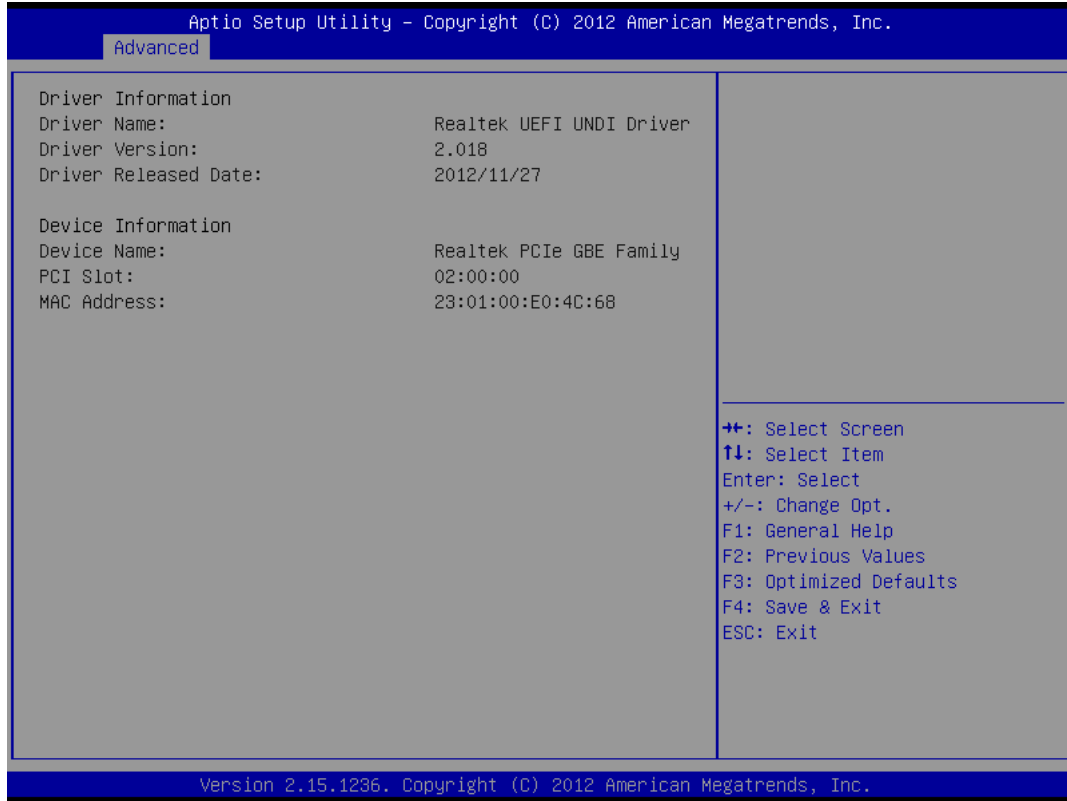 Aptio Setup Utility – Copyright (C) 2012 American Megatrends, Inc.
Advanced
Driver Information
Driver Name: Realtek UEFI UNDI Driver
Driver Version: 2.018
Driver Released Date: 2012/11/27
Device Information
Device Name: Realtek PCIe GBE Family
PCI Slot: 02:00:00
MAC Address: 23:01:00:E0:4C:68
→←: Select Screen
↑↓: Select Item
Enter: Select
+/-: Change Opt.
F1: General Help
F2: Previous Values
F3: Optimized Defaults
F4: Save & Exit
ESC: Exit
Version 2.15.1236. Copyright (C) 2012 American Megatrends, Inc.